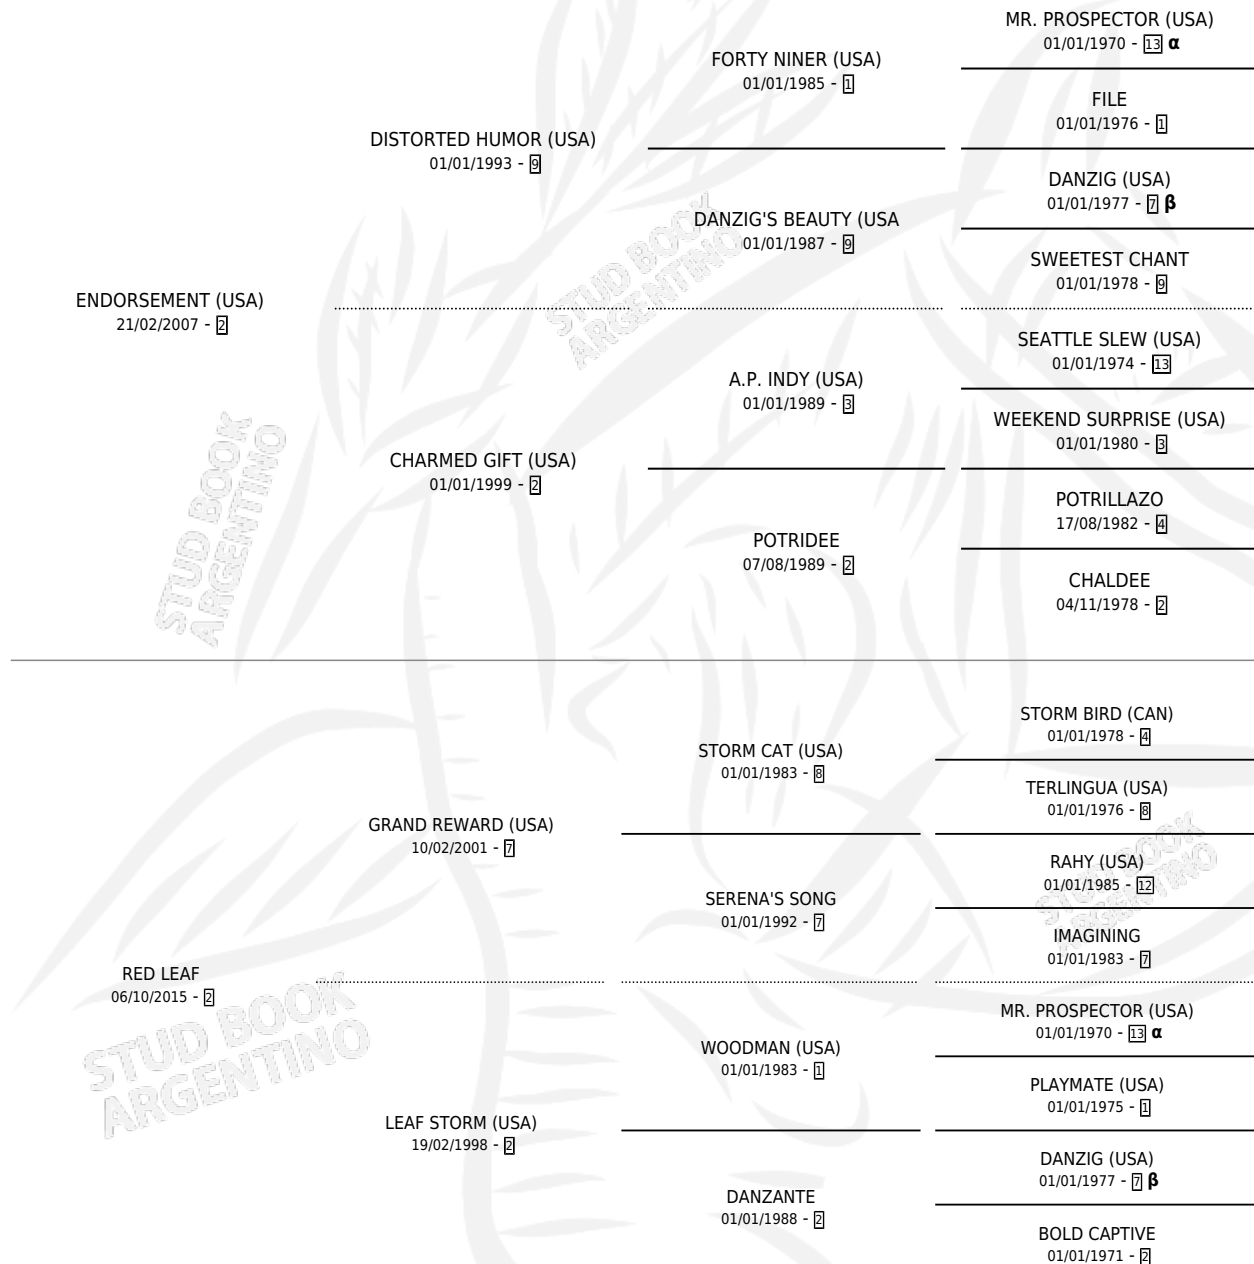 MR. PROSPECTOR (USA)
01/01/1970 - 13 α
FORTY NINER (USA)
01/01/1985 - 1
FILE
01/01/1976 - 1
DISTORTED HUMOR (USA)
01/01/1993 - 9
DANZIG (USA)
01/01/1977 - 7 β
DANZIG'S BEAUTY (USA
01/01/1987 - 9
SWEETEST CHANT
01/01/1978 - 9
ENDORSEMENT (USA)
21/02/2007 - 2
SEATTLE SLEW (USA)
01/01/1974 - 13
A.P. INDY (USA)
01/01/1989 - 3
WEEKEND SURPRISE (USA)
01/01/1980 - 3
CHARMED GIFT (USA)
01/01/1999 - 2
POTRILLAZO
17/08/1982 - 4
POTRIDEE
07/08/1989 - 2
CHALDEE
04/11/1978 - 2
STORM BIRD (CAN)
01/01/1978 - 4
STORM CAT (USA)
01/01/1983 - 8
TERLINGUA (USA)
01/01/1976 - 8
GRAND REWARD (USA)
10/02/2001 - 7
RAHY (USA)
01/01/1985 - 12
SERENA'S SONG
01/01/1992 - 7
IMAGINING
01/01/1983 - 7
RED LEAF
06/10/2015 - 2
MR. PROSPECTOR (USA)
01/01/1970 - 13 α
WOODMAN (USA)
01/01/1983 - 1
PLAYMATE (USA)
01/01/1975 - 1
LEAF STORM (USA)
19/02/1998 - 2
DANZIG (USA)
01/01/1977 - 7 β
DANZANTE
01/01/1988 - 2
BOLD CAPTIVE
01/01/1971 - 2
STUD BOOK
ARGENTINO
STUD BOOK
ARGENTINO
STUD BOOK
ARGENTINO
STUD BOOK
ARGENTINO